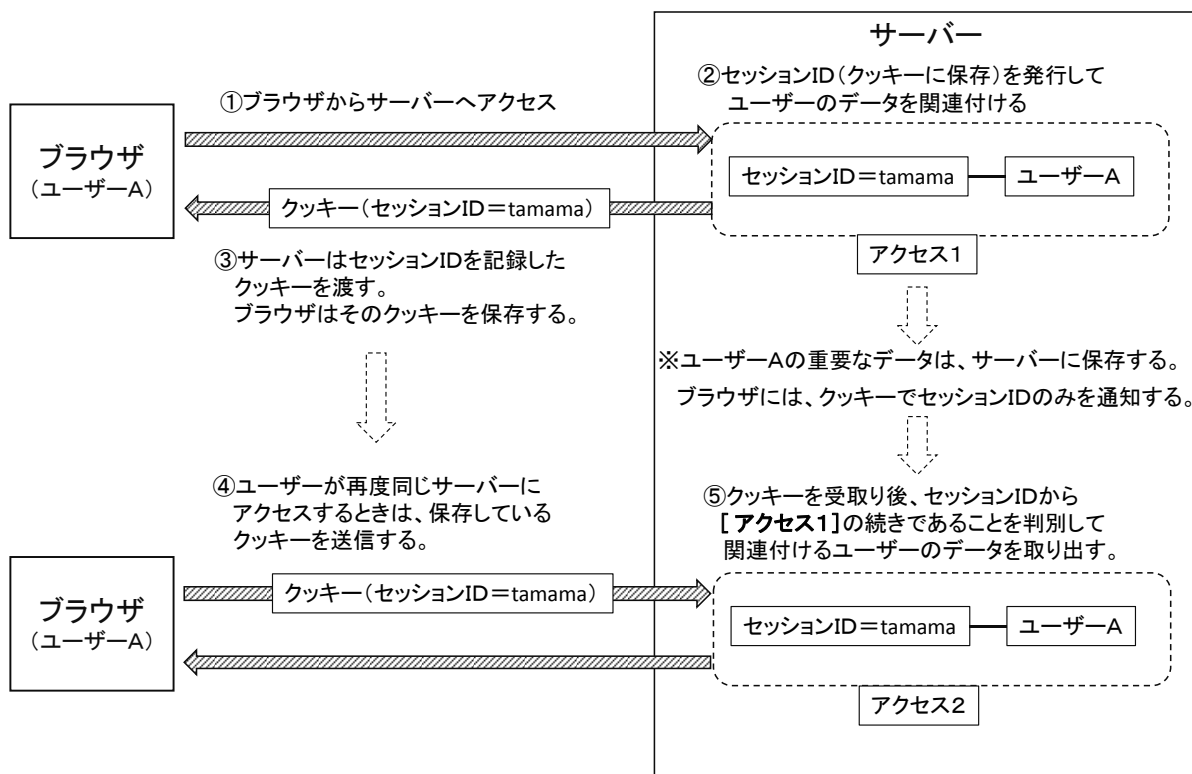 サーバー
①ブラウザからサーバーへアクセス
②セッションID（クッキーに保存）を発行して
ユーザーのデータを関連付ける
ブラウザ
（ユーザーA）
セッションID＝tamama
ユーザーA
クッキー（セッションID＝tamama）
アクセス1
③サーバーはセッションIDを記録した
クッキーを渡す。
ブラウザはそのクッキーを保存する。
※ユーザーAの重要なデータは、サーバーに保存する。
ブラウザには、クッキーでセッションIDのみを通知する。
④ユーザーが再度同じサーバーに
アクセスするときは、保存している
クッキーを送信する。
⑤クッキーを受取り後、セッションIDから
[アクセス1]の続きであることを判別して
関連付けるユーザーのデータを取り出す。
ブラウザ
（ユーザーA）
クッキー（セッションID＝tamama）
セッションID＝tamama
ユーザーA
アクセス2